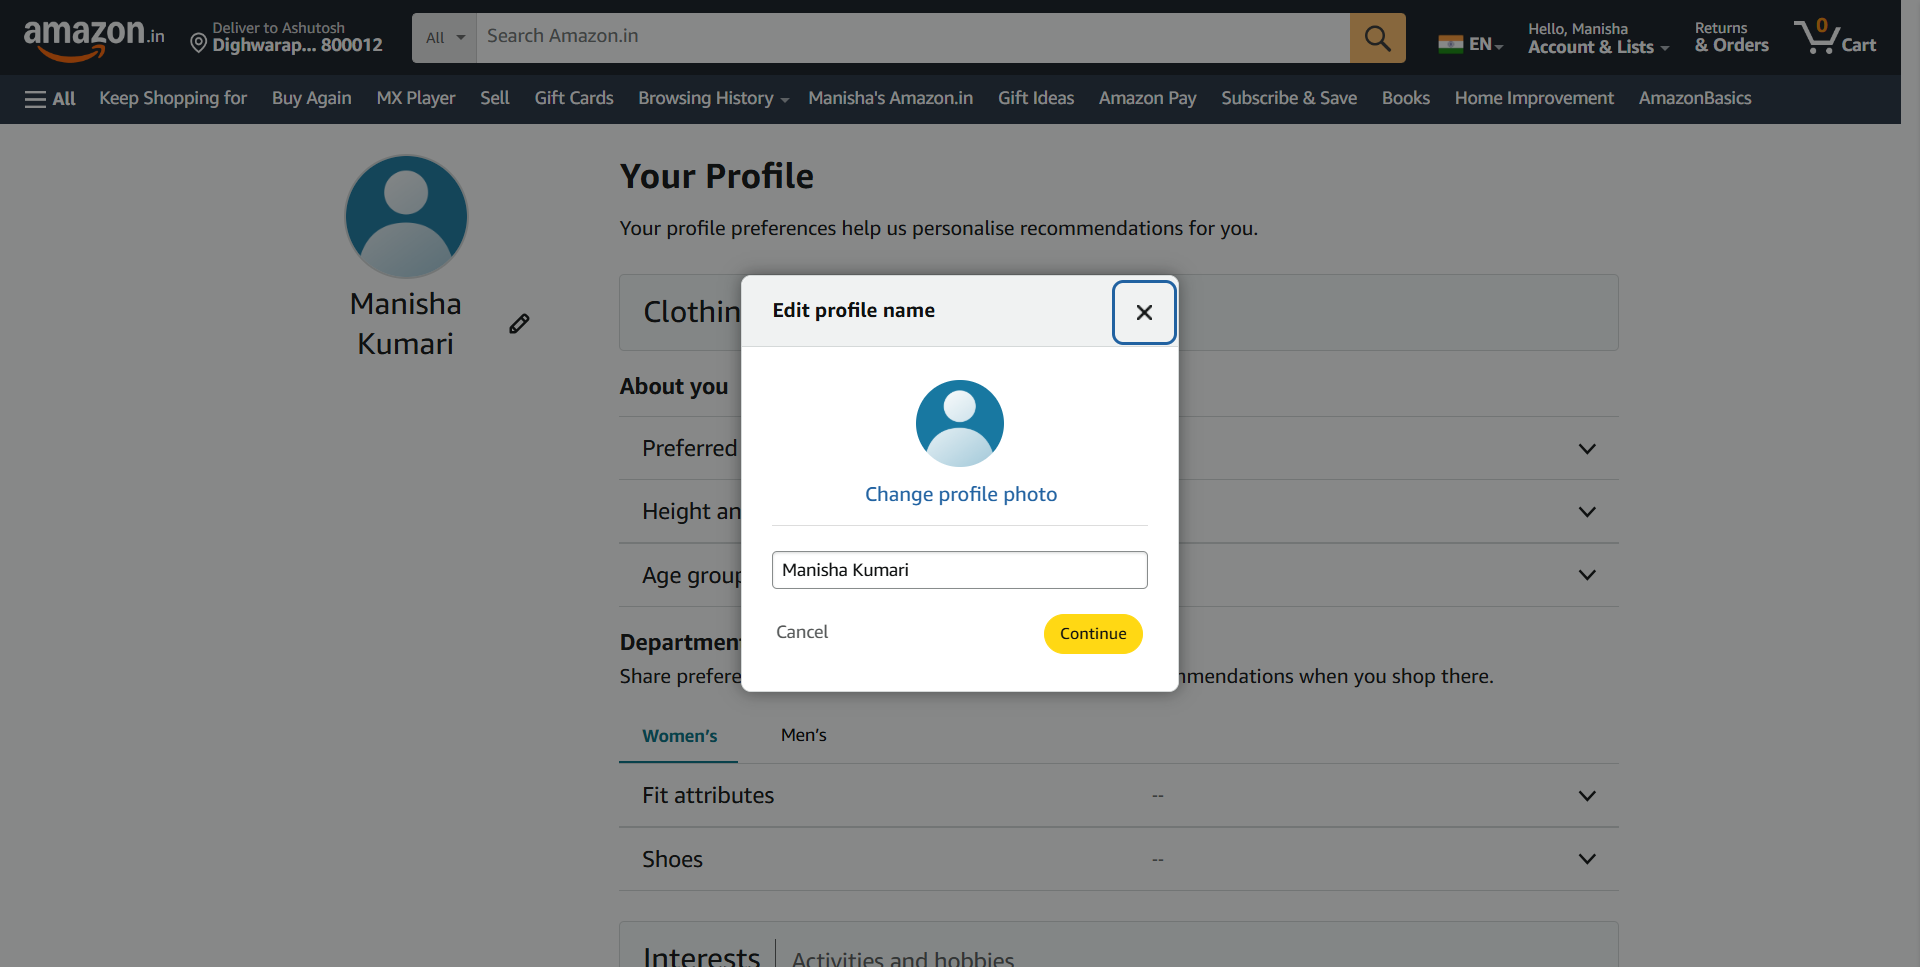 amazon.in
Deliver to Ashutosh
Dighwarap... 800012
All
Search Amazon.in
EN
Hello, Manisha
Account & Lists
Returns
& Orders
0
Cart
All
Keep Shopping for
Buy Again
MX Player
Sell
Gift Cards
Browsing History
Manisha's Amazon.in
Gift Ideas
Amazon Pay
Subscribe & Save
Books
Home Improvement
AmazonBasics
Manisha
Kumari
Your Profile
Your profile preferences help us personalise recommendations for you.
Clothin
Edit profile name
Change profile photo
Manisha Kumari
Cancel
Continue
About you
Preferred
Height an
Age group
Departmen
Share prefere
mmendations when you shop there.
Women's
Men's
Fit attributes
--
Shoes
--
Interests
Activities and hobbies